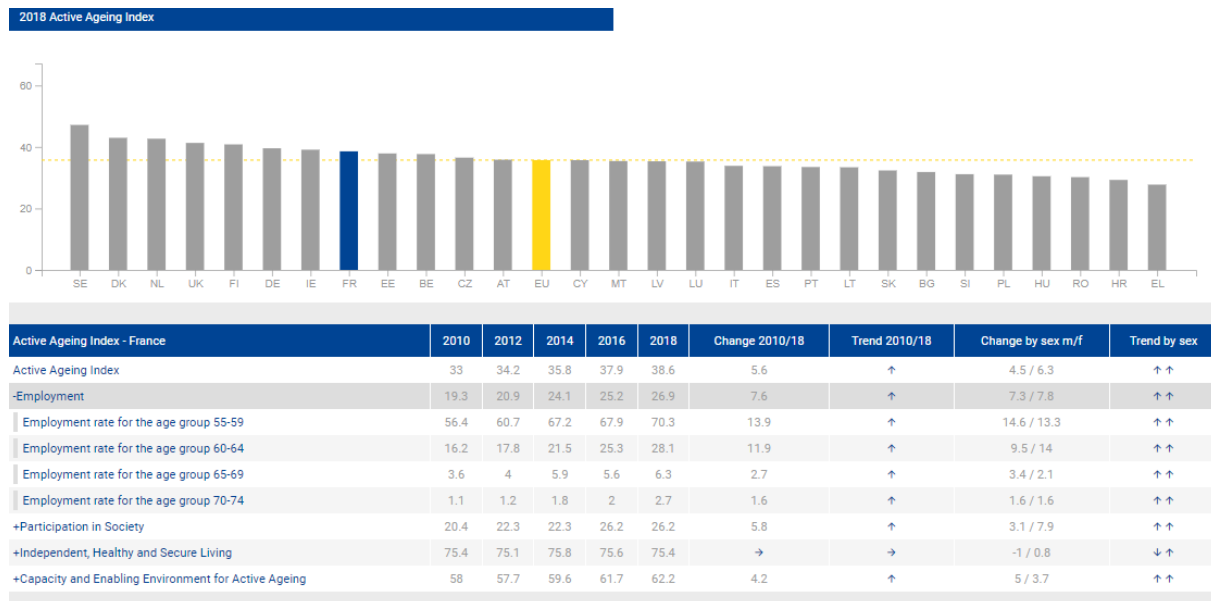 2018 Active Ageing Index
60
40
20
0
SE DK NL UK FI DE IE FR EE BE CZ AT EU CY MT LV LU IT ES PT LT SK BG SI PL HU RO HR EL
Active Ageing Index - France 2010 2012 2014 2016 2018 Change 2010/18 Trend 2010/18 Change by sex m/f Trend by sex
Active Ageing Index 33 34.2 35.8 37.9 38.6 5.6 ↑ 4.5 / 6.3 ↑ ↑
-Employment 19.3 20.9 24.1 25.2 26.9 7.6 ↑ 7.3 / 7.8 ↑ ↑
Employment rate for the age group 55-59 56.4 60.7 67.2 67.9 70.3 13.9 ↑ 14.6 / 13.3 ↑ ↑
Employment rate for the age group 60-64 16.2 17.8 21.5 25.3 28.1 11.9 ↑ 9.5 / 14 ↑ ↑
Employment rate for the age group 65-69 3.6 4 5.9 5.6 6.3 2.7 ↑ 3.4 / 2.1 ↑ ↑
Employment rate for the age group 70-74 1.1 1.2 1.8 2 2.7 1.6 ↑ 1.6 / 1.6 ↑ ↑
+Participation in Society 20.4 22.3 22.3 26.2 26.2 5.8 ↑ 3.1 / 7.9 ↑ ↑
+Independent, Healthy and Secure Living 75.4 75.1 75.8 75.6 75.4 → → -1 / 0.8 ↓ ↑
+Capacity and Enabling Environment for Active Ageing 58 57.7 59.6 61.7 62.2 4.2 ↑ 5 / 3.7 ↑ ↑